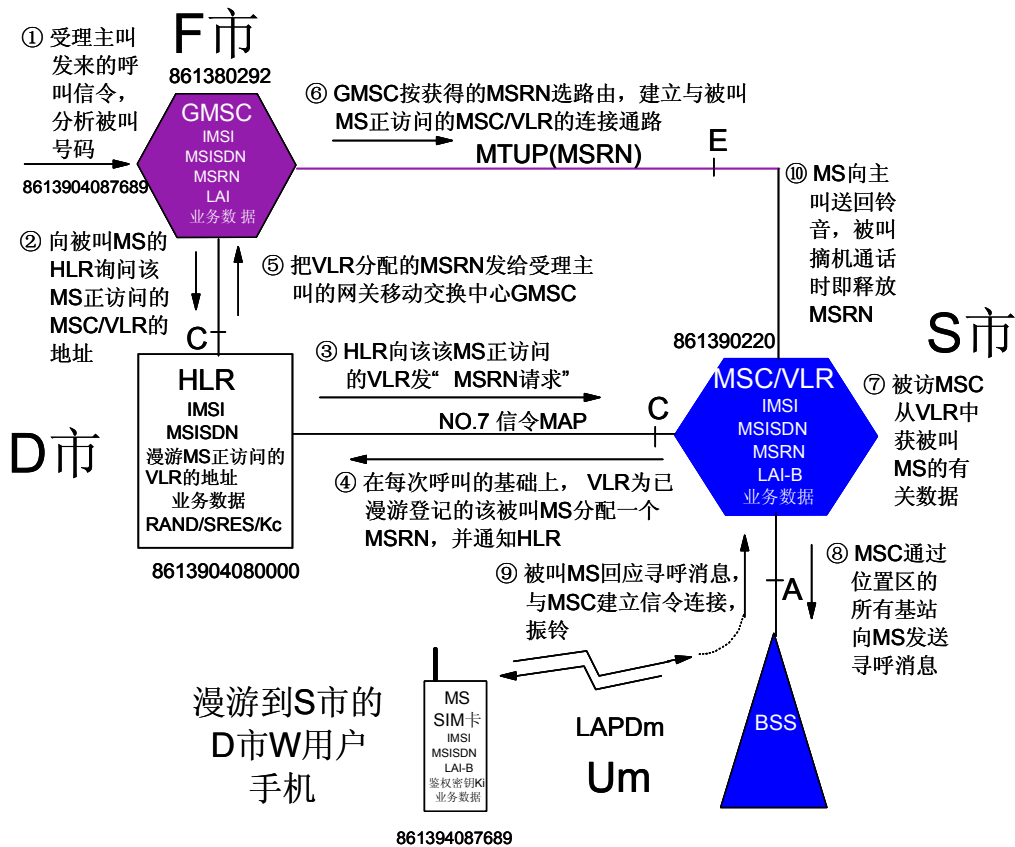 F市
861380292
① 受理主叫
发来的呼
叫信令，
分析被叫
号码
8613904087689
GMSC
IMSI
MSISDN
MSRN
LAI
业务数 据
⑥ GMSC按获得的MSRN选路由，建立与被叫
MS正访问的MSC/VLR的连接通路
MTUP(MSRN)
E
⑩ MS向主
叫送回铃
音，被叫
摘机通话
时即释放
MSRN
② 向被叫MS的
HLR询问该
MS正访问的
MSC/VLR的
地址
⑤ 把VLR分配的MSRN发给受理主
叫的网关移动交换中心GMSC
C
D市
HLR
IMSI
MSISDN
漫游MS正访问的
VLR的地址
业务数据
RAND/SRES/Kc
8613904080000
③ HLR向该该MS正访问
的VLR发“ MSRN请求”
NO.7 信令MAP
C
④ 在每次呼叫的基础上， VLR为已
漫游登记的该被叫MS分配一个
MSRN，并通知HLR
S市
861390220
MSC/VLR
IMSI
MSISDN
MSRN
LAI-B
业务数据
⑦ 被访MSC
从VLR中
获被叫
MS的有
关数据
⑧ MSC通过
位置区的
所有基站
向MS发送
寻呼消息
A
⑨ 被叫MS回应寻呼消息，
与MSC建立信令连接，
振铃
BSS
LAPDm
Um
漫游到S市的
D市W用户
手机
MS
SIM卡
IMSI
MSISDN
LAI-B
鉴权密钥Ki
业务数据
861394087689